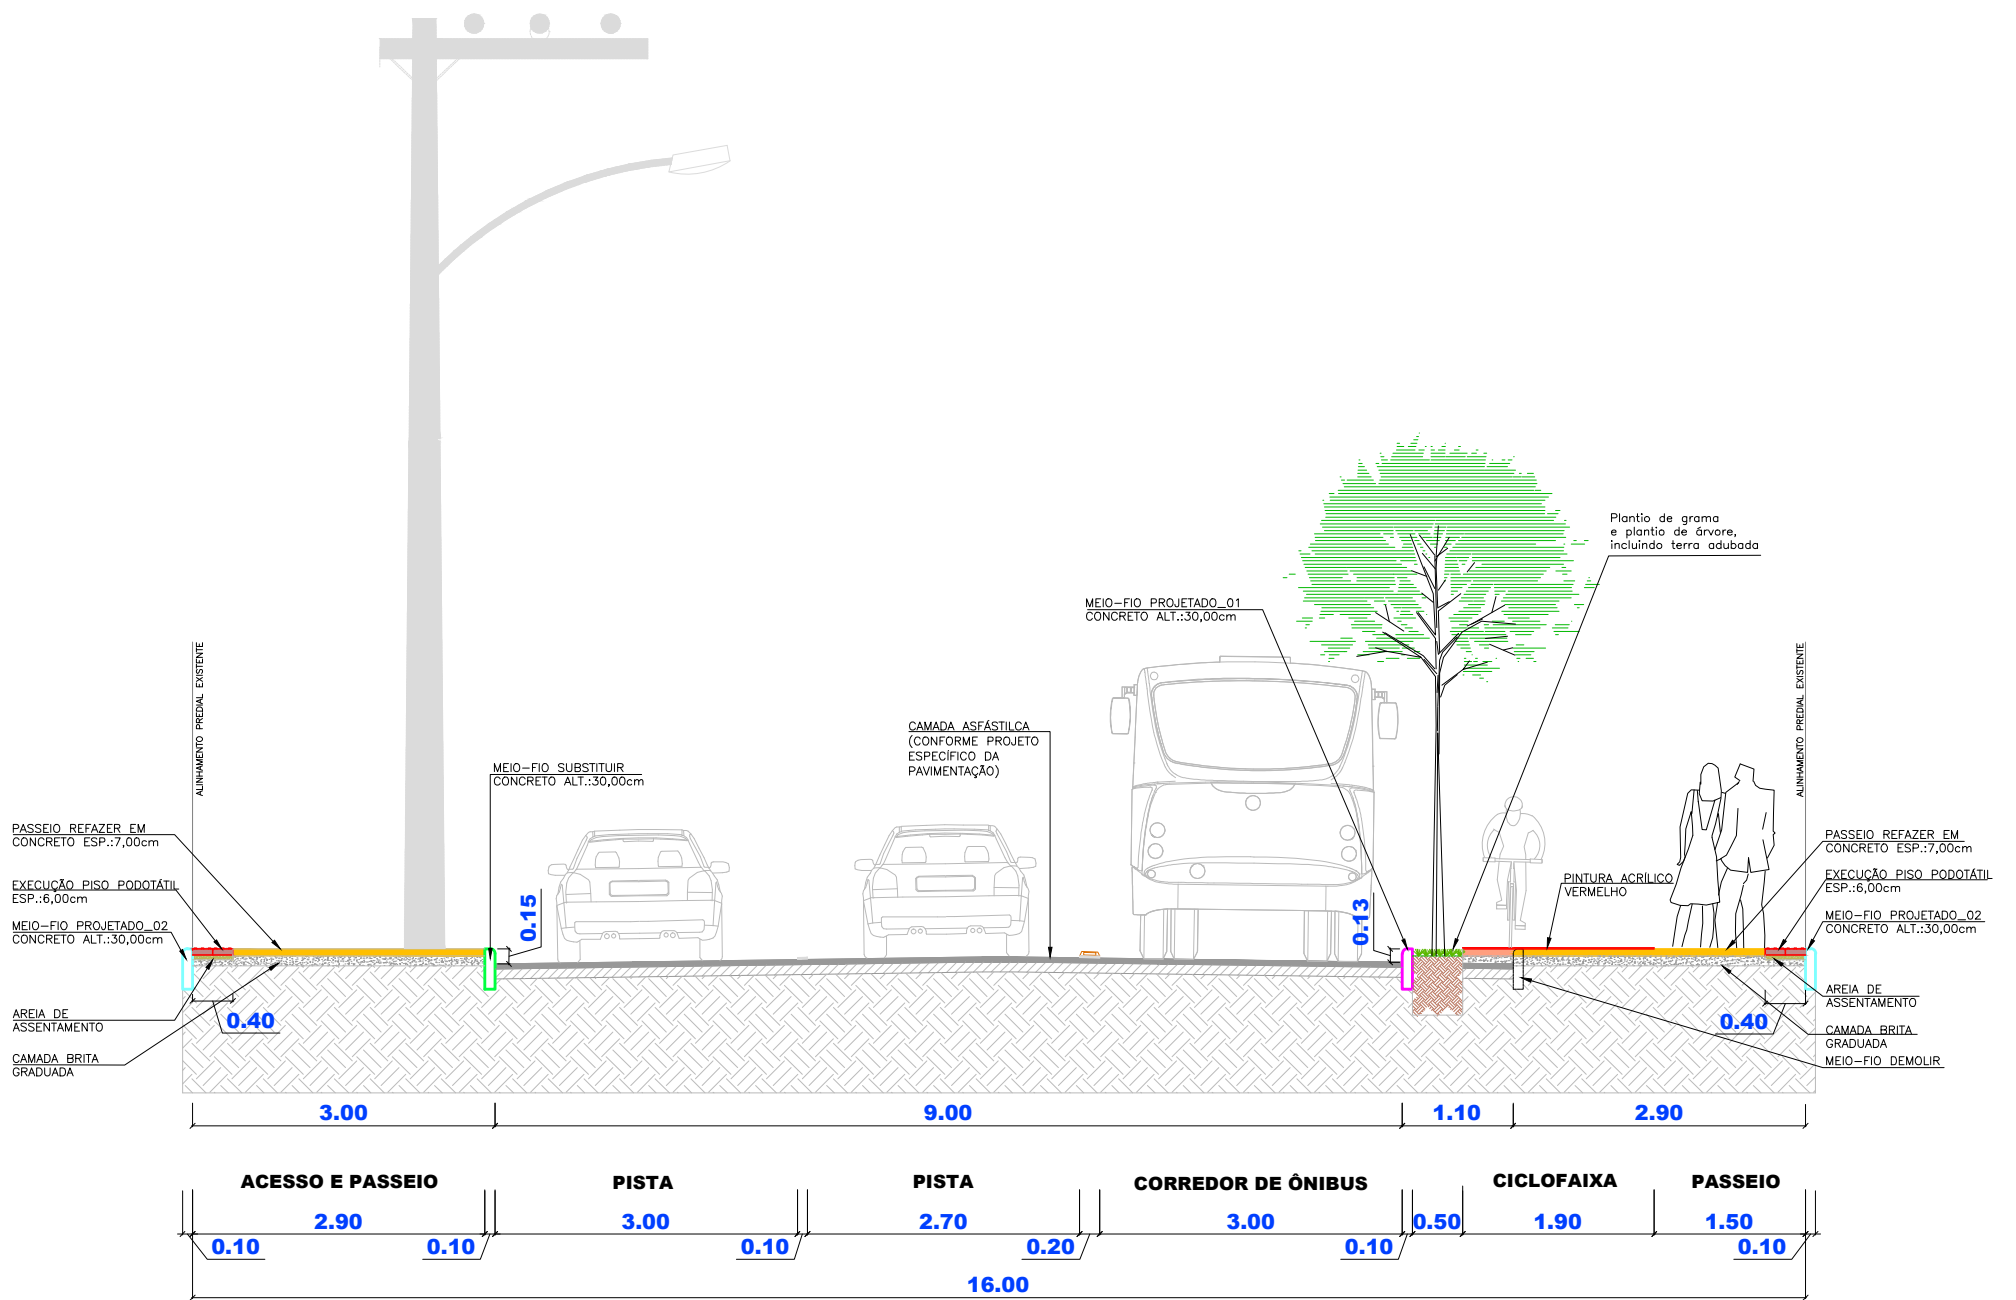 Plantio de grama
e plantio de árvore,
incluindo terra adubada
MEIO-FIO PROJETADO_01
CONCRETO ALT.:30,00cm
ALINHAMENTO PREDIAL EXISTENTE
ALINHAMENTO PREDIAL EXISTENTE
CAMADA ASFÁSTILCA
(CONFORME PROJETO
ESPECÍFICO DA
PAVIMENTAÇÃO)
MEIO-FIO SUBSTITUIR
CONCRETO ALT.:30,00cm
PASSEIO REFAZER EM
CONCRETO ESP.:7,00cm
EXECUÇÃO PISO PODOTÁTIL
ESP.:6,00cm
MEIO-FIO PROJETADO_02
CONCRETO ALT.:30,00cm
AREIA DE
ASSENTAMENTO
CAMADA BRITA
GRADUADA
0.40
0.15
0.13
PINTURA ACRÍLICO
VERMELHO
PASSEIO REFAZER EM
CONCRETO ESP.:7,00cm
EXECUÇÃO PISO PODOTÁTIL
ESP.:6,00cm
MEIO-FIO PROJETADO_02
CONCRETO ALT.:30,00cm
AREIA DE
ASSENTAMENTO
0.40
CAMADA BRITA
GRADUADA
MEIO-FIO DEMOLIR
3.00 9.00 1.10 2.90
ACESSO E PASSEIO PISTA PISTA CORREDOR DE ÔNIBUS CICLOFAIXA PASSEIO
2.90 3.00 2.70 3.00 0.50 1.90 1.50
0.10 0.10 0.10 0.20 0.10 0.10
16.00